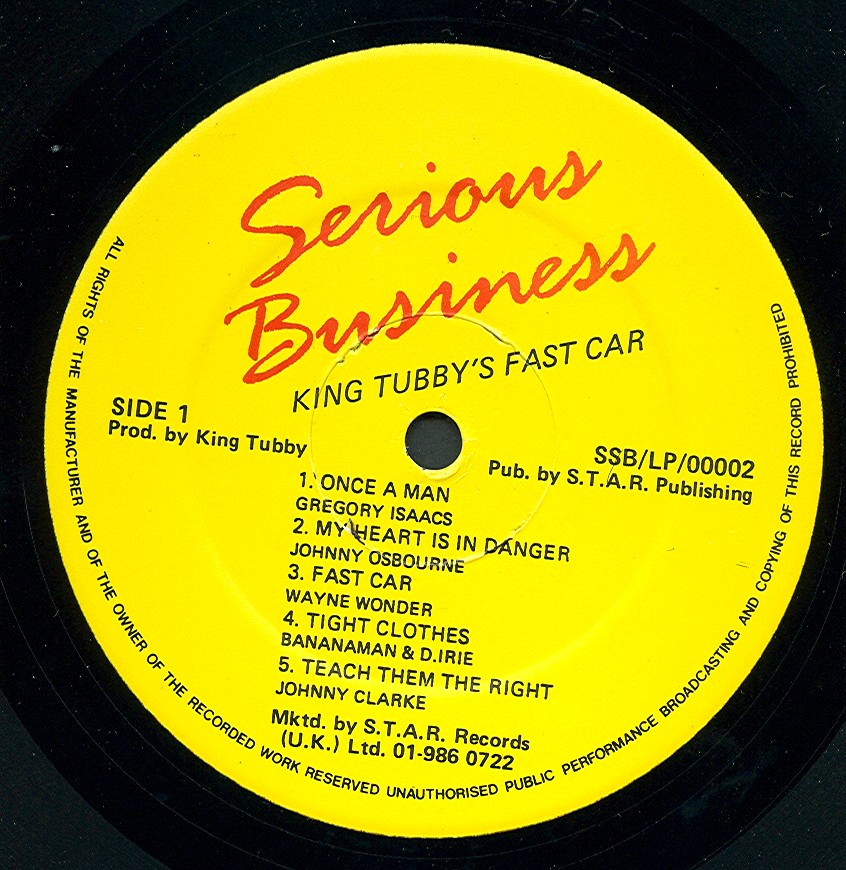 Serious
Business
KING TUBBY'S FAST CAR
SIDE 1
Prod. by King Tubby
SSB/LP/00002
Pub. by S.T.A.R. Publishing
1. ONCE A MAN
GREGORY ISAACS
2. MY HEART IS IN DANGER
JOHNNY OSBOURNE
3. FAST CAR
WAYNE WONDER
4. TIGHT CLOTHES
BANANAMAN & D.IRIE
5. TEACH THEM THE RIGHT
JOHNNY CLARKE
Mktd. by S.T.A.R. Records
(U.K.) Ltd. 01-986 0722
ALL RIGHTS OF THE MANUFACTURER AND OF THE OWNER OF THE RECORDED WORK RESERVED UNAUTHORISED PUBLIC PERFORMANCE BROADCASTING AND COPYING OF THIS RECORD PROHIBITED